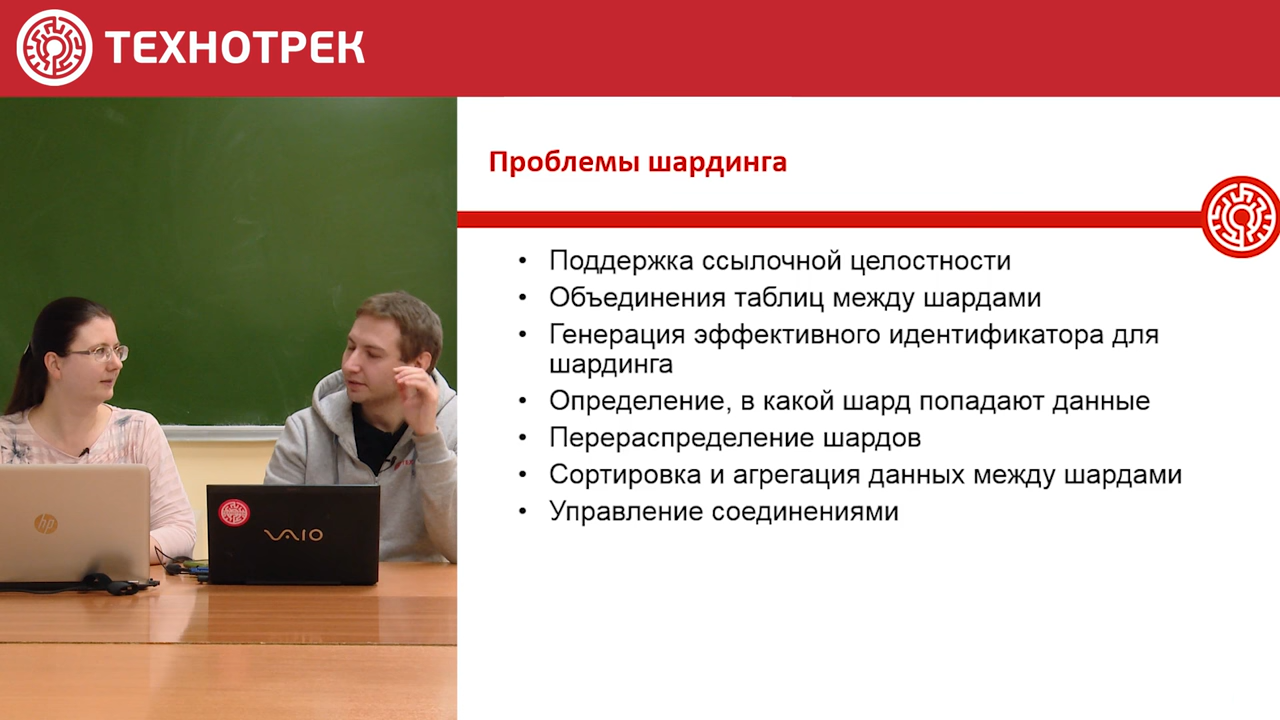 ТЕХНОТРЕК
Проблемы шардинга
• Поддержка ссылочной целостности
• Объединения таблиц между шардами
• Генерация эффективного идентификатора для
шардинга
• Определение, в какой шард попадают данные
• Перераспределение шардов
• Сортировка и агрегация данных между шардами
• Управление соединениями
hp
VAIO